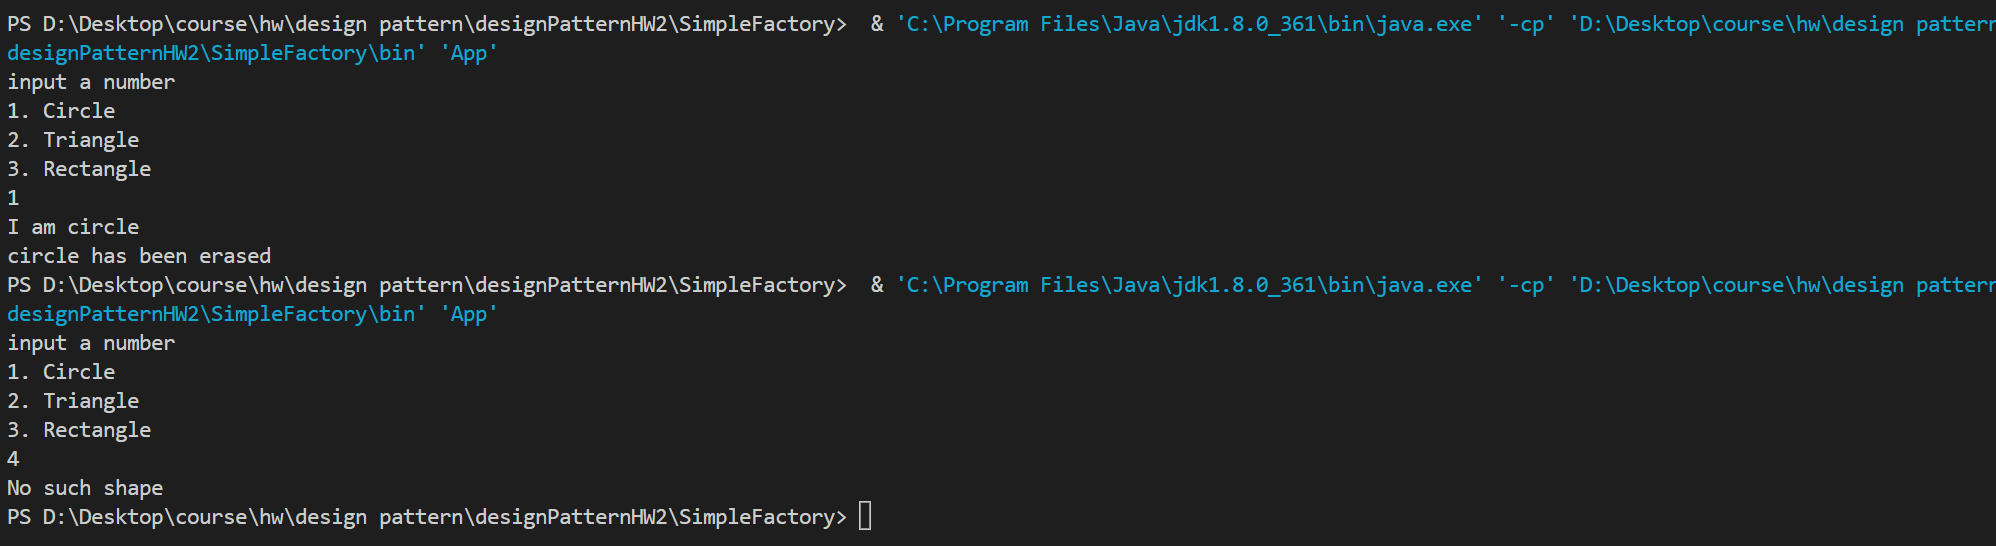 PS D:\Desktop\course\hw\design pattern\designPatternHW2\SimpleFactory>  & 'C:\Program Files\Java\jdk1.8.0_361\bin\java.exe' '-cp' 'D:\Desktop\course\hw\design pattern
designPatternHW2\SimpleFactory\bin' 'App'
input a number
1. Circle
2. Triangle
3. Rectangle
1
I am circle
circle has been erased
PS D:\Desktop\course\hw\design pattern\designPatternHW2\SimpleFactory>  & 'C:\Program Files\Java\jdk1.8.0_361\bin\java.exe' '-cp' 'D:\Desktop\course\hw\design pattern
designPatternHW2\SimpleFactory\bin' 'App'
input a number
1. Circle
2. Triangle
3. Rectangle
4
No such shape
PS D:\Desktop\course\hw\design pattern\designPatternHW2\SimpleFactory>